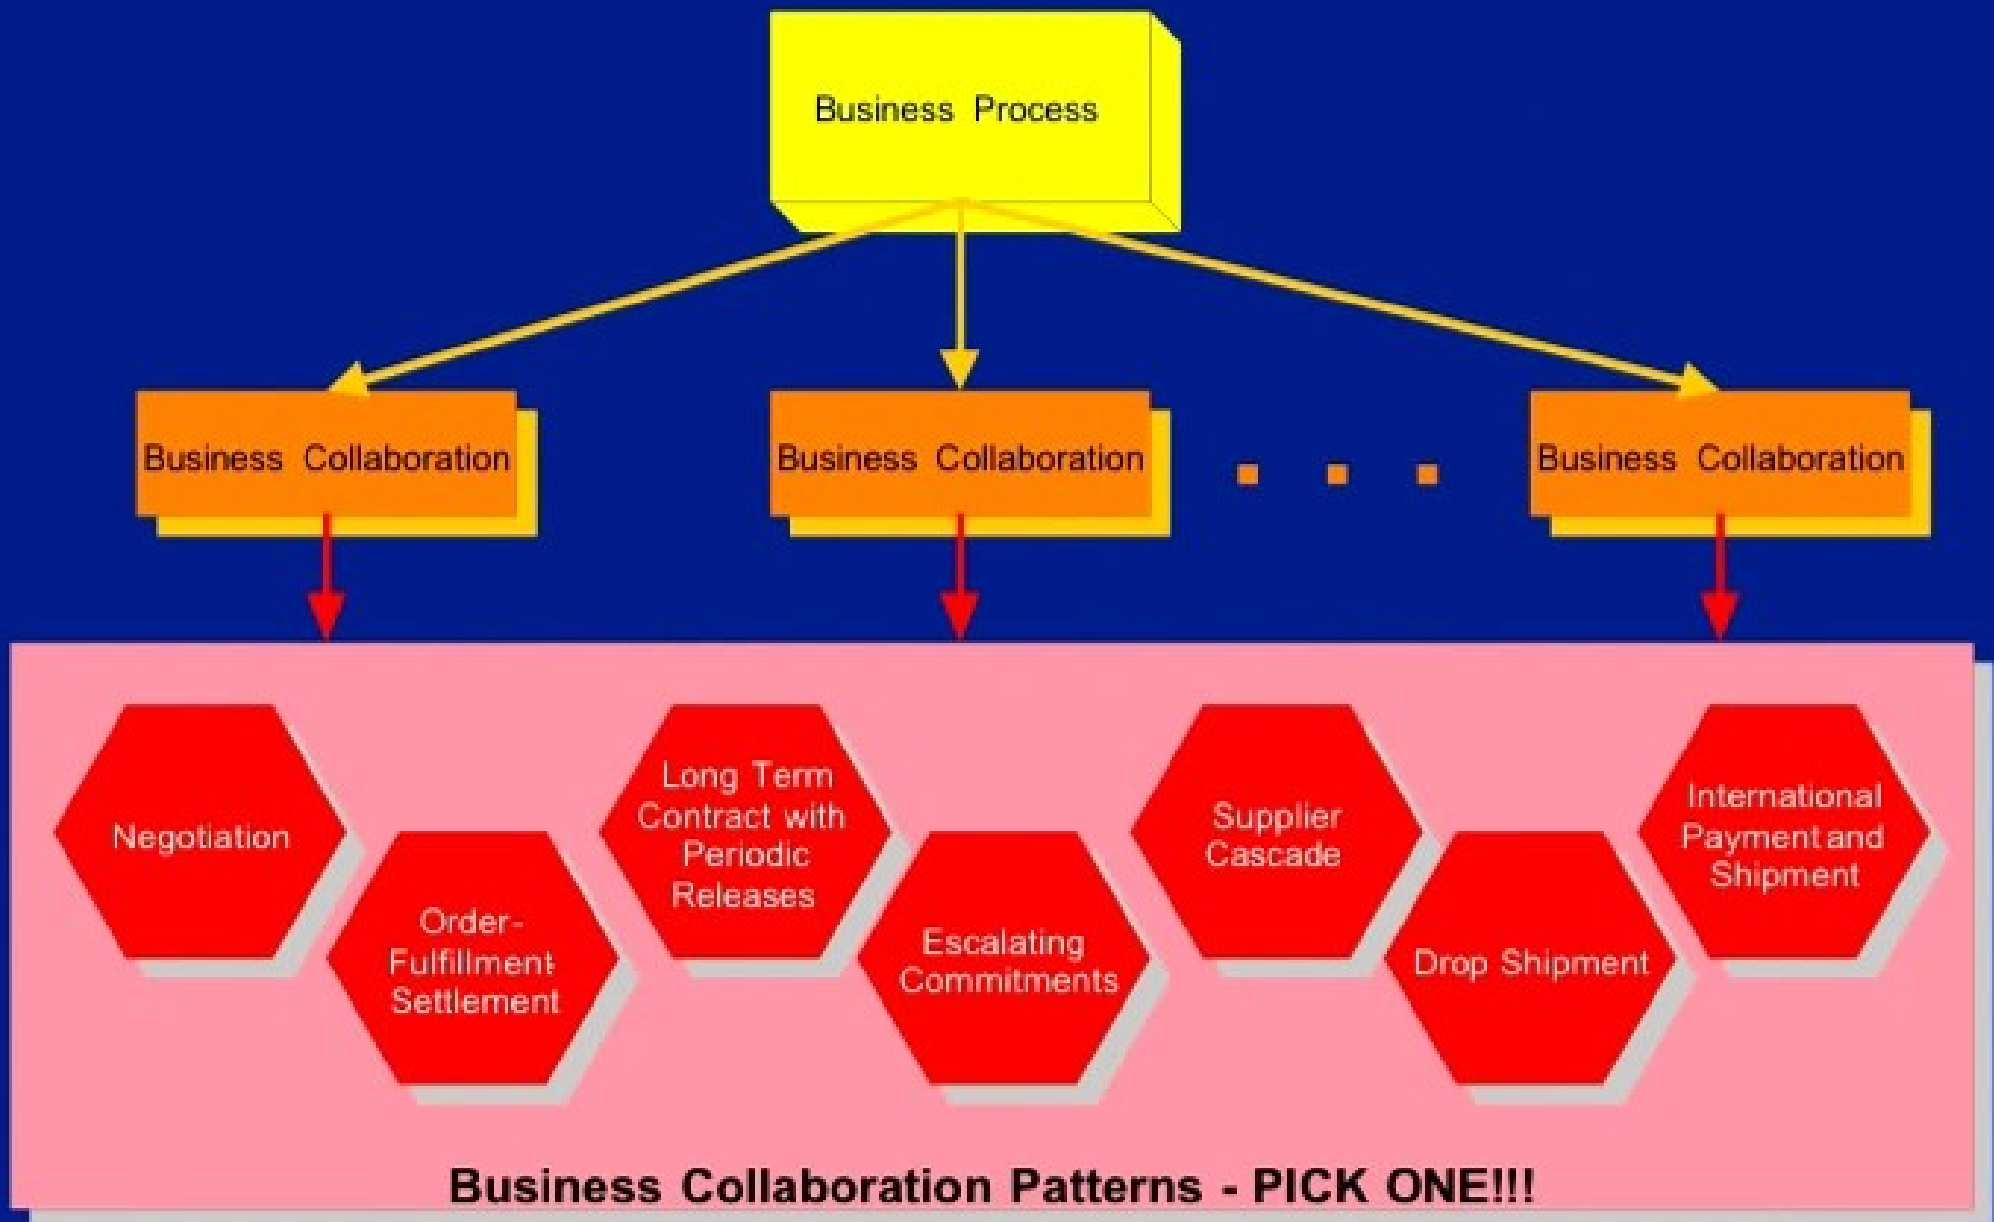 Business Process
Business Collaboration
Business Collaboration
Business Collaboration
Negotiation
Order-
Fulfillment-
Settlement
Long Term
Contract with
Periodic
Releases
Escalating
Commitments
Supplier
Cascade
Drop Shipment
International
Payment and
Shipment
Business Collaboration Patterns - PICK ONE!!!